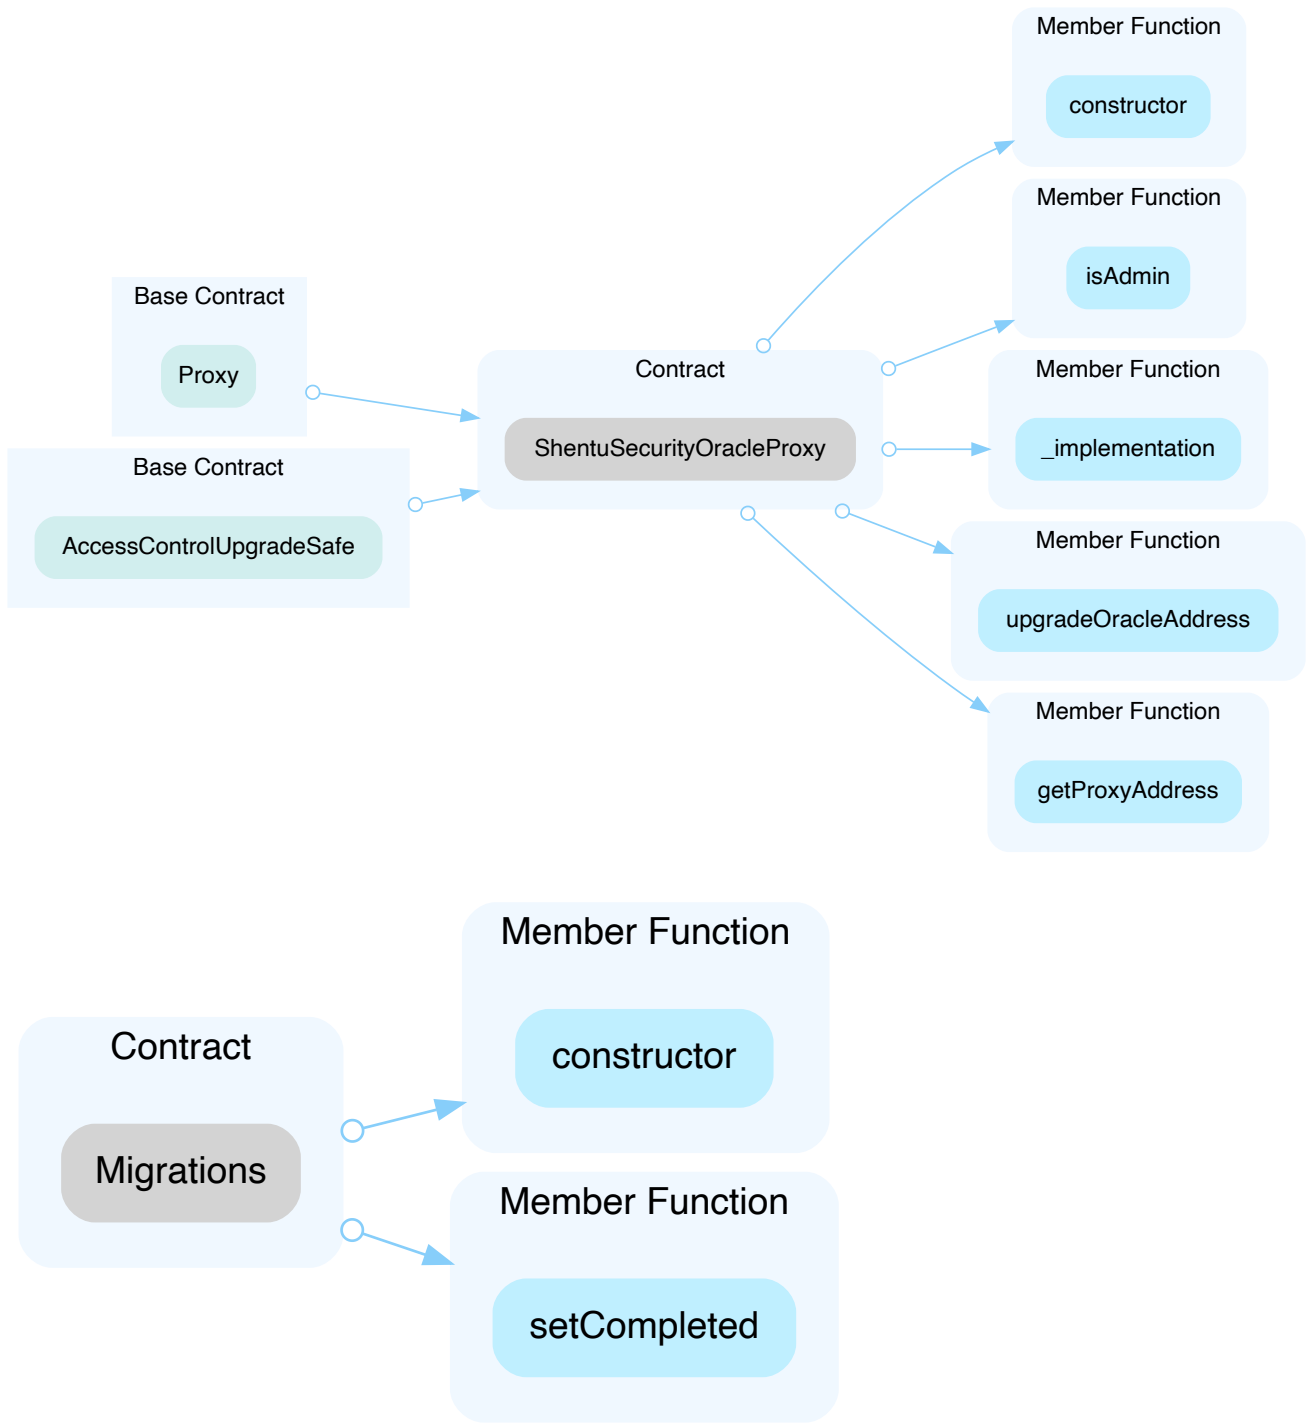 Base Contract
Proxy
Base Contract
AccessControlUpgradeSafe
Contract
ShentuSecurityOracleProxy
Member Function
constructor
Member Function
isAdmin
Member Function
_implementation
Member Function
upgradeOracleAddress
Member Function
getProxyAddress
Contract
Migrations
Member Function
constructor
Member Function
setCompleted